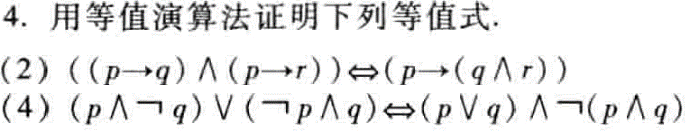 4. 用等值演算法证明下列等值式.
(2) ((p→q)∧(p→r))⇔(p→(q∧r))
(4) (p∧¬q)∨(¬p∧q)⇔(p∨q)∧¬(p∧q)